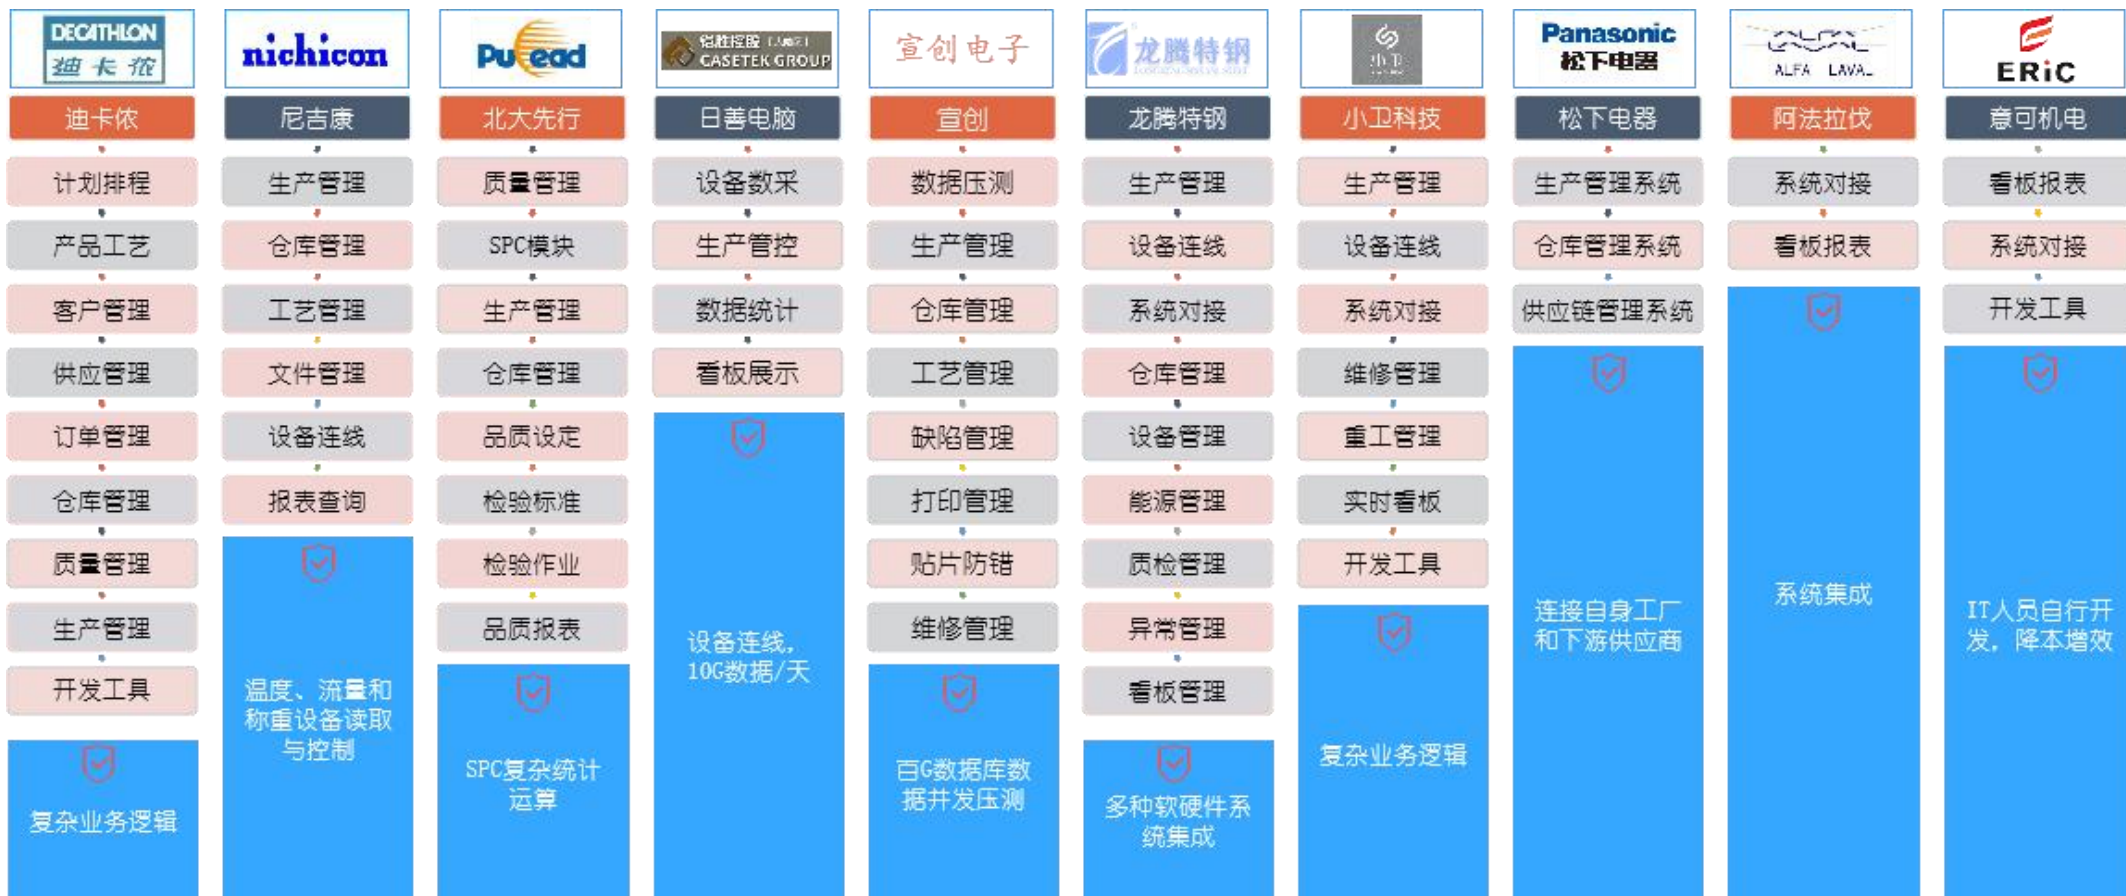 DECATHLON
迪卡侬
迪卡侬
计划排程
产品工艺
客户管理
供应管理
订单管理
仓库管理
质量管理
生产管理
开发工具
复杂业务逻辑
nichicon
尼吉康
生产管理
仓库管理
工艺管理
文件管理
设备连线
报表查询
温度、流量和
称重设备读取
与控制
Pulead
北大先行
质量管理
SPC模块
生产管理
仓库管理
品质设定
检验标准
检验作业
品质报表
SPC复杂统计
运算
CASETEK GROUP
日善电脑
设备数采
生产管控
数据统计
看板展示
设备连线，
10G数据/天
宣创电子
宣创
数据压测
生产管理
仓库管理
工艺管理
缺陷管理
打印管理
贴片防错
维修管理
百G数据库数
据并发压测
龙腾特钢
龙腾特钢
生产管理
设备连线
系统对接
仓库管理
设备管理
能源管理
质检管理
异常管理
看板管理
多种软硬件系
统集成
小卫
小卫科技
生产管理
设备连线
系统对接
维修管理
重工管理
实时看板
开发工具
复杂业务逻辑
Panasonic
松下电器
松下电器
生产管理系统
仓库管理系统
供应链管理系统
连接自身工厂
和下游供应商
ALFA LAVAL
阿法拉伐
系统对接
看板报表
系统集成
ERiC
意可机电
看板报表
系统对接
开发工具
IT人员自行开
发，降本增效